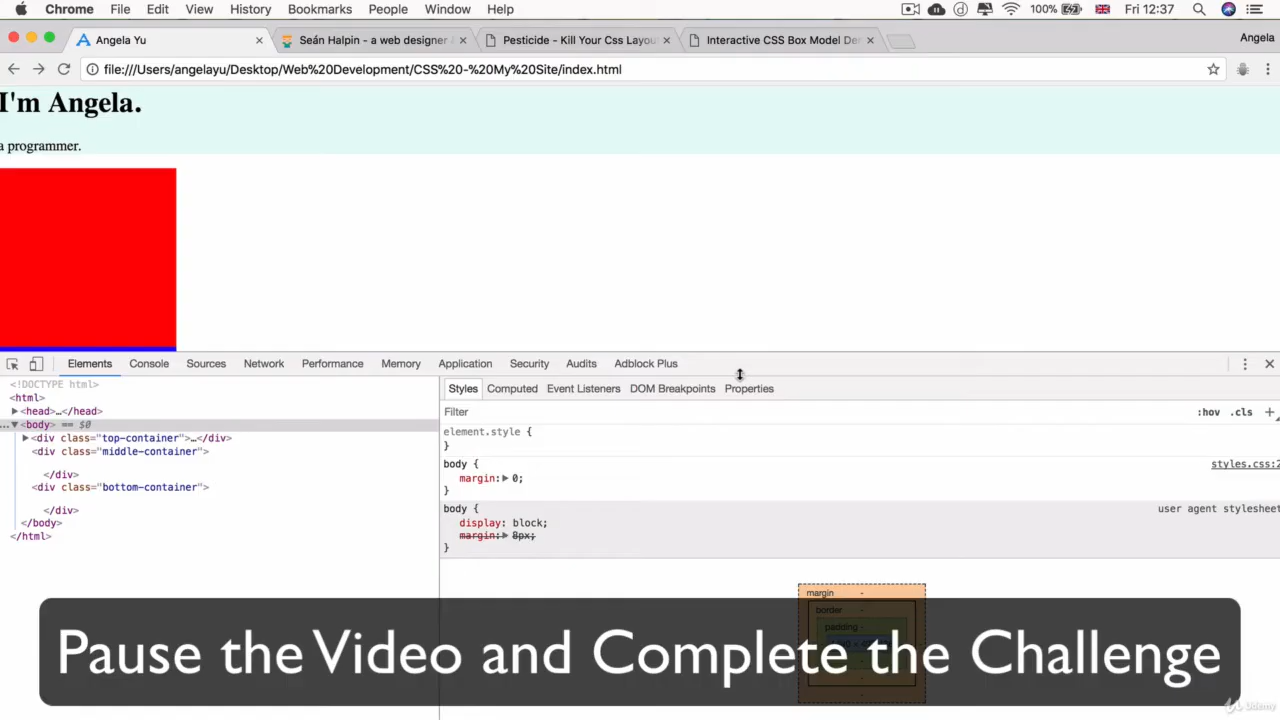 Chrome File Edit View History Bookmarks People Window Help 100% Fri 12:37
Angela Yu Seán Halpin - a web designer Pesticide - Kill Your Css Layou Interactive CSS Box Model De Angela
file:///Users/angelayu/Desktop/Web%20Development/CSS%20-%20My%20Site/index.html
I'm Angela.
a programmer.
Elements Console Sources Network Performance Memory Application Security Audits Adblock Plus
<!DOCTYPE html>
<html>
<head>…</head>
<body> == $0
<div class="top-container">…</div>
<div class="middle-container">
</div>
<div class="bottom-container">
</div>
</body>
</html>
Styles Computed Event Listeners DOM Breakpoints Properties
Filter :hov .cls +
element.style {
}
body { styles.css:2
margin: 0;
}
body { user agent stylesheet
display: block;
margin: 8px;
}
margin -
border -
padding -
Pause the Video and Complete the Challenge
Udemy